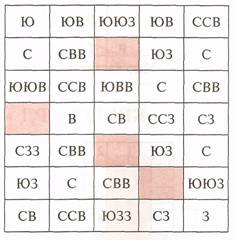 Ю ЮВ ЮЮЗ ЮВ ССВ
С СВВ ЮЗ С
ЮЮВ ССВ ЮВВ С СВВ
В СВ ССЗ СЗ
СЗЗ СВВ ЮЗ С
ЮЗ С СВВ ЮЮЗ
СВ ССВ ЮЗЗ СЗ З